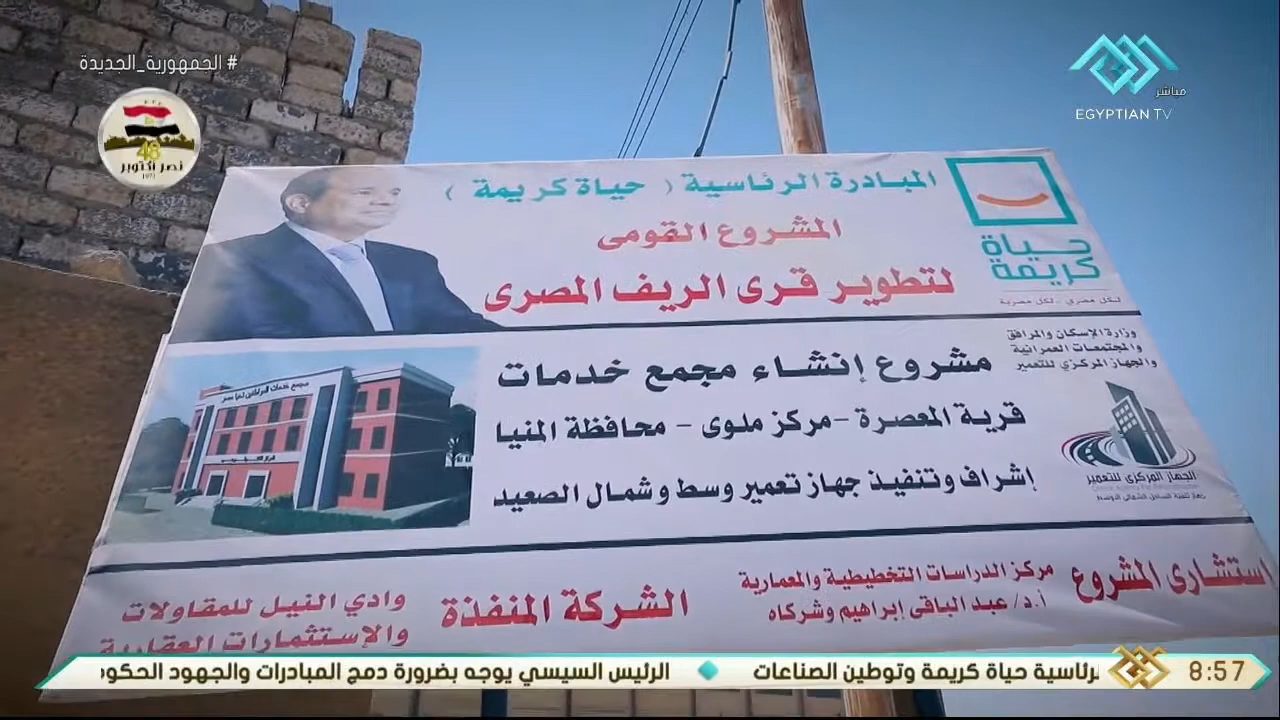 #الجمهورية_الجديدة
48
نصر أكتوبر
1973
مباشر
EGYPTIAN TV
المبادرة الرئاسية ( حياة كريمة )
المشروع القومى
لتطوير قرى الريف المصرى
حياة
كريمة
لكل مصري .. لكل مصرية
وزارة الإسكان والمرافق
والمجتمعات العمرانية
والجهاز المركزي للتعمير
مشروع إنشاء مجمع خدمات
قرية المعصرة - مركز ملوى - محافظة المنيا
إشراف وتنفيذ جهاز تعمير وسط وشمال الصعيد
مجمع خدمات المواطنين
الجهاز المركزى للتعمير
استشارى المشروع
مركز الدراسات التخطيطية والمعمارية
أ.د/ عبد الباقى إبراهيم وشركاه
الشركة المنفذة
وادي النيل للمقاولات
والإستثمارات العقارية
رئاسية حياة كريمة وتوطين الصناعات
الرئيس السيسي يوجه بضرورة دمج المبادرات والجهود الحكو
8:57